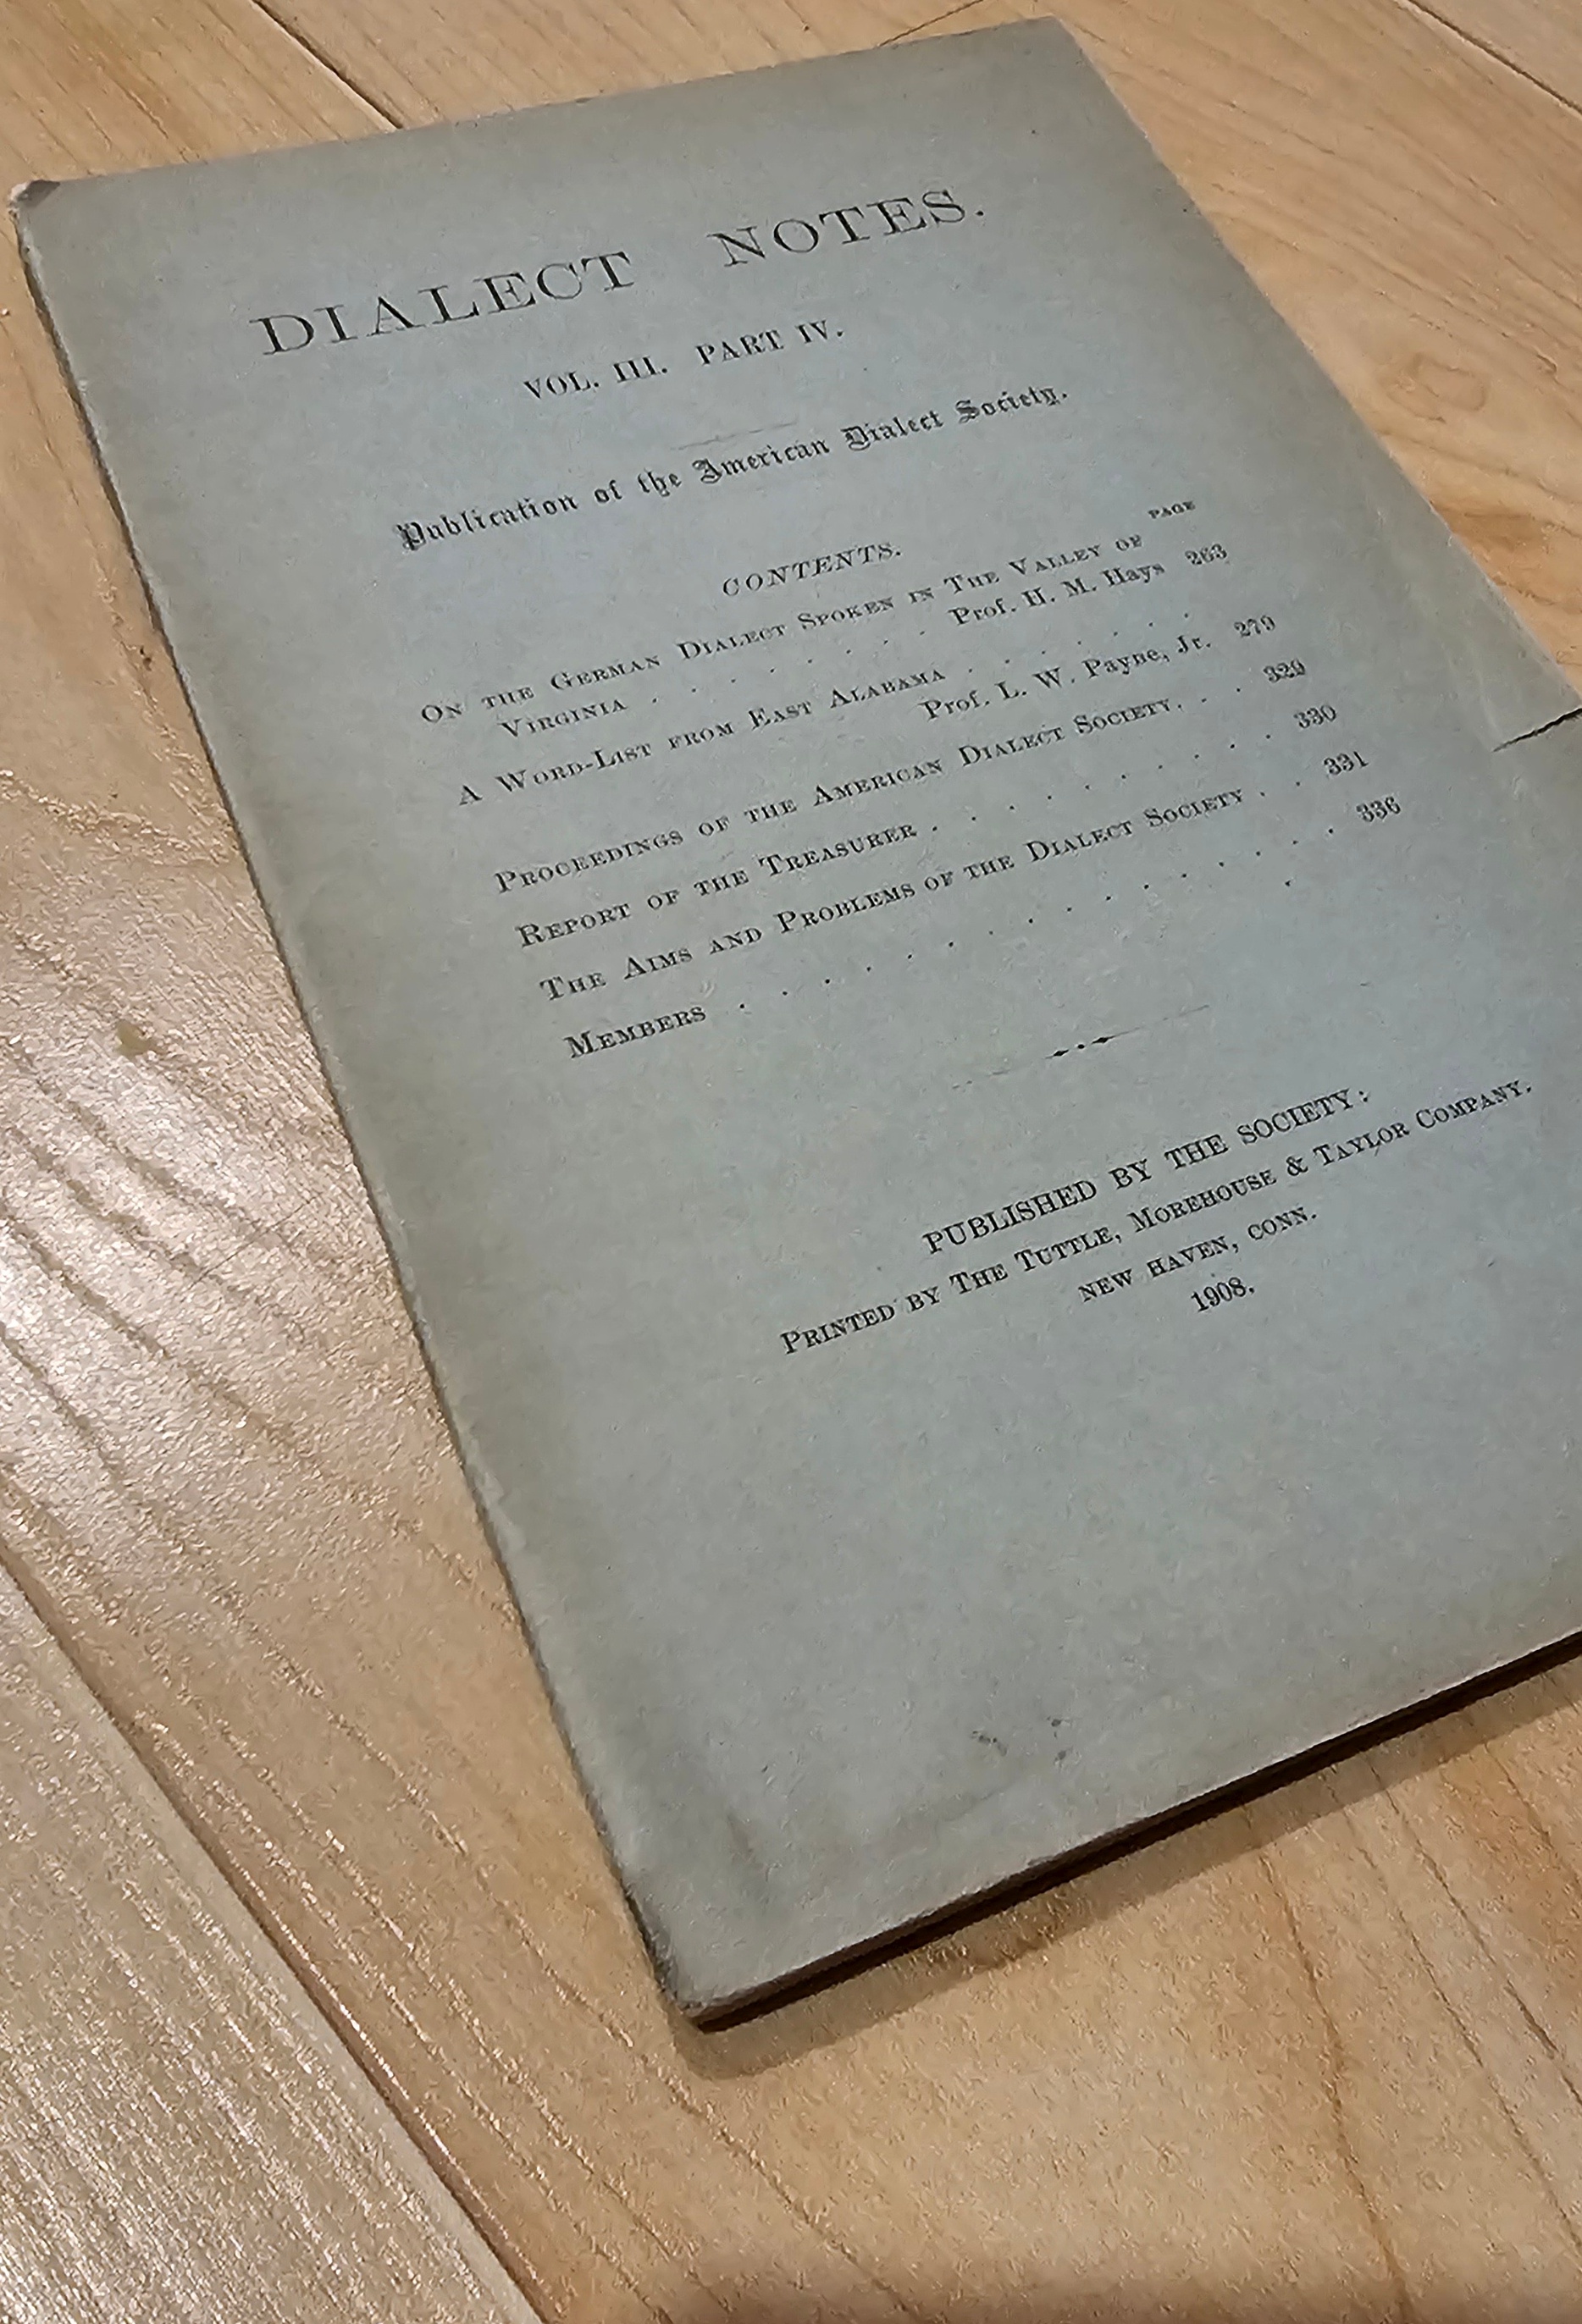 DIALECT NOTES.
VOL. III. PART IV.
Publication of the American Dialect Society.
CONTENTS.
PAGE
On the German Dialect Spoken in The Valley of
Virginia . . . . . . . Prof. H. M. Hays 263
A Word-List from East Alabama . . . . . . .
Prof. L. W. Payne, Jr. 279
Proceedings of the American Dialect Society. . . 329
Report of the Treasurer . . . . . . . . . 330
The Aims and Problems of the Dialect Society . . 331
Members . . . . . . . . . . . . . . . 336
PUBLISHED BY THE SOCIETY:
Printed by The Tuttle, Morehouse & Taylor Company,
NEW HAVEN, CONN.
1908.